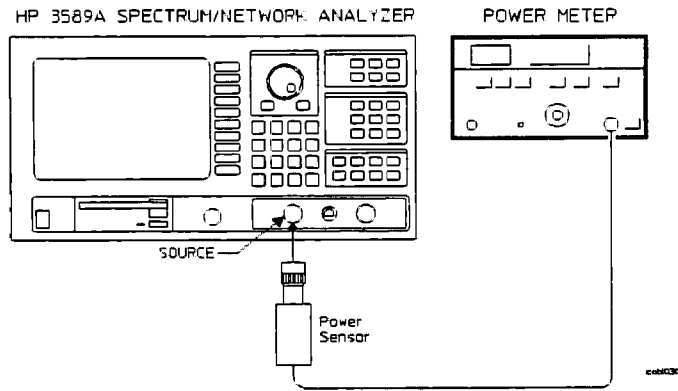 HP 3589A SPECTRUM/NETWORK ANALYZER
POWER METER
SOURCE
Power
Sensor